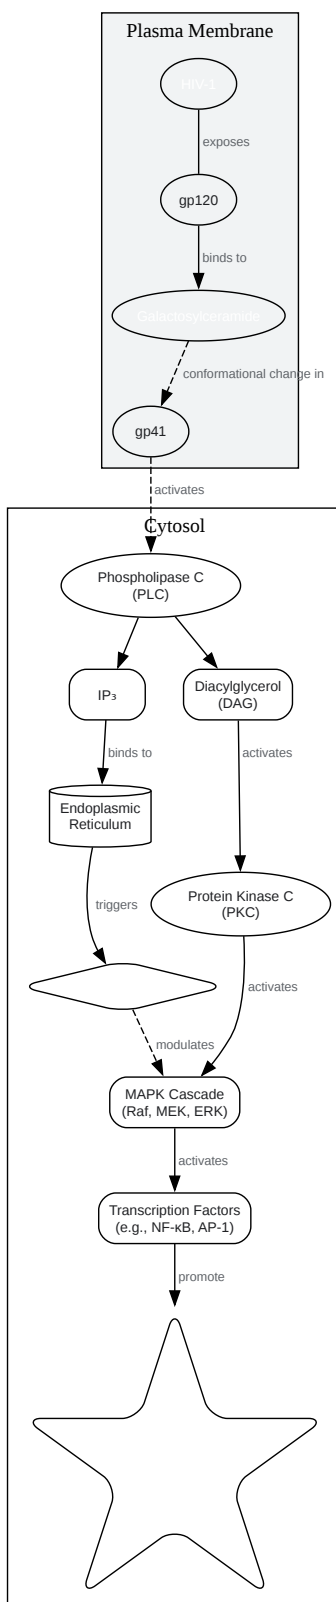 Plasma Membrane
HIV-1
exposes
gp120
binds to
Galactosylceramide
conformational change in
gp41
activates
Cytosol
Phospholipase C
(PLC)
IP₃
Diacylglycerol
(DAG)
binds to
activates
Endoplasmic
Reticulum
Protein Kinase C
(PKC)
triggers
activates
modulates
MAPK Cascade
(Raf, MEK, ERK)
activates
Transcription Factors
(e.g., NF-κB, AP-1)
promote